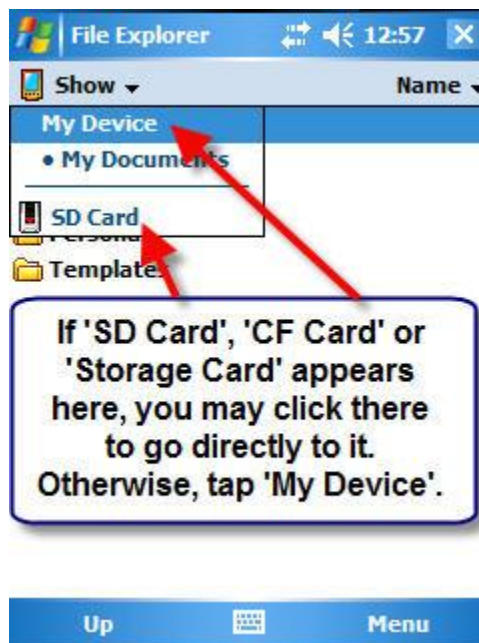 File Explorer 12:57
Show Name
My Device
• My Documents
SD Card
Templates
If 'SD Card', 'CF Card' or
'Storage Card' appears
here, you may click there
to go directly to it.
Otherwise, tap 'My Device'.
Up Menu